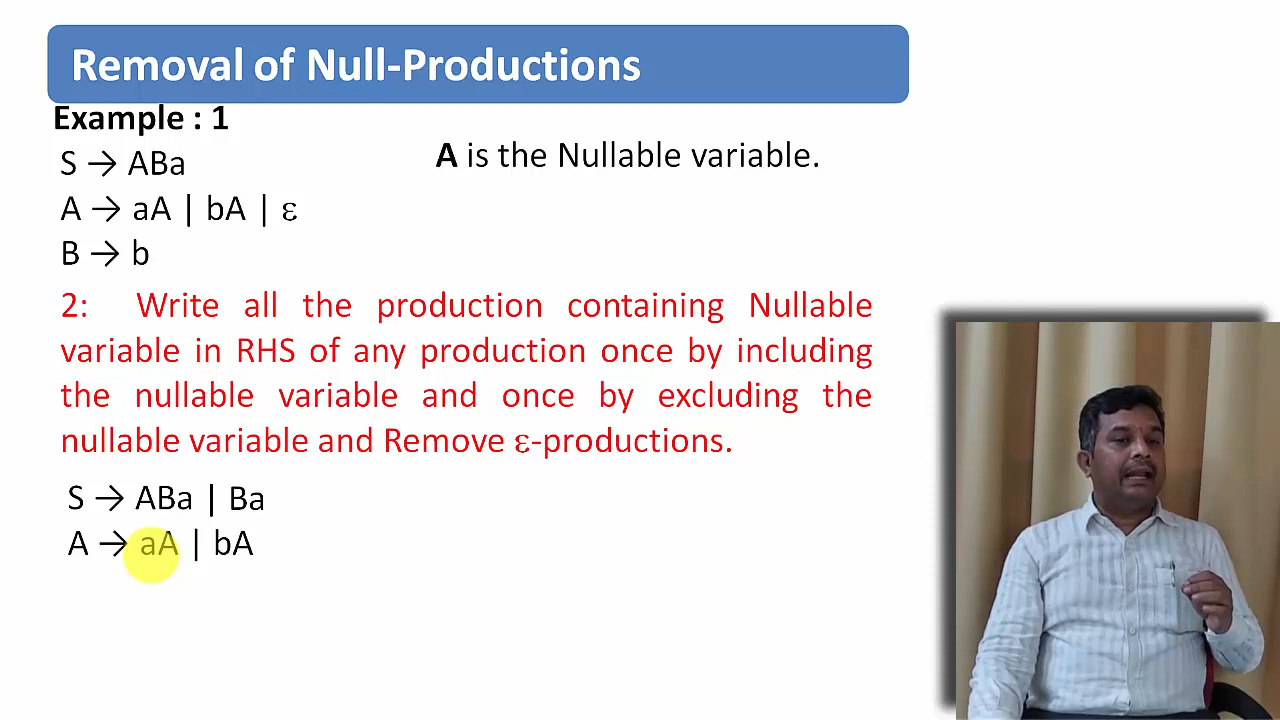 Removal of Null-Productions
Example : 1
S → ABa
A is the Nullable variable.
A → aA | bA | ε
B → b
2: Write all the production containing Nullable
variable in RHS of any production once by including
the nullable variable and once by excluding the
nullable variable and Remove ε-productions.
S → ABa | Ba
A → aA | bA